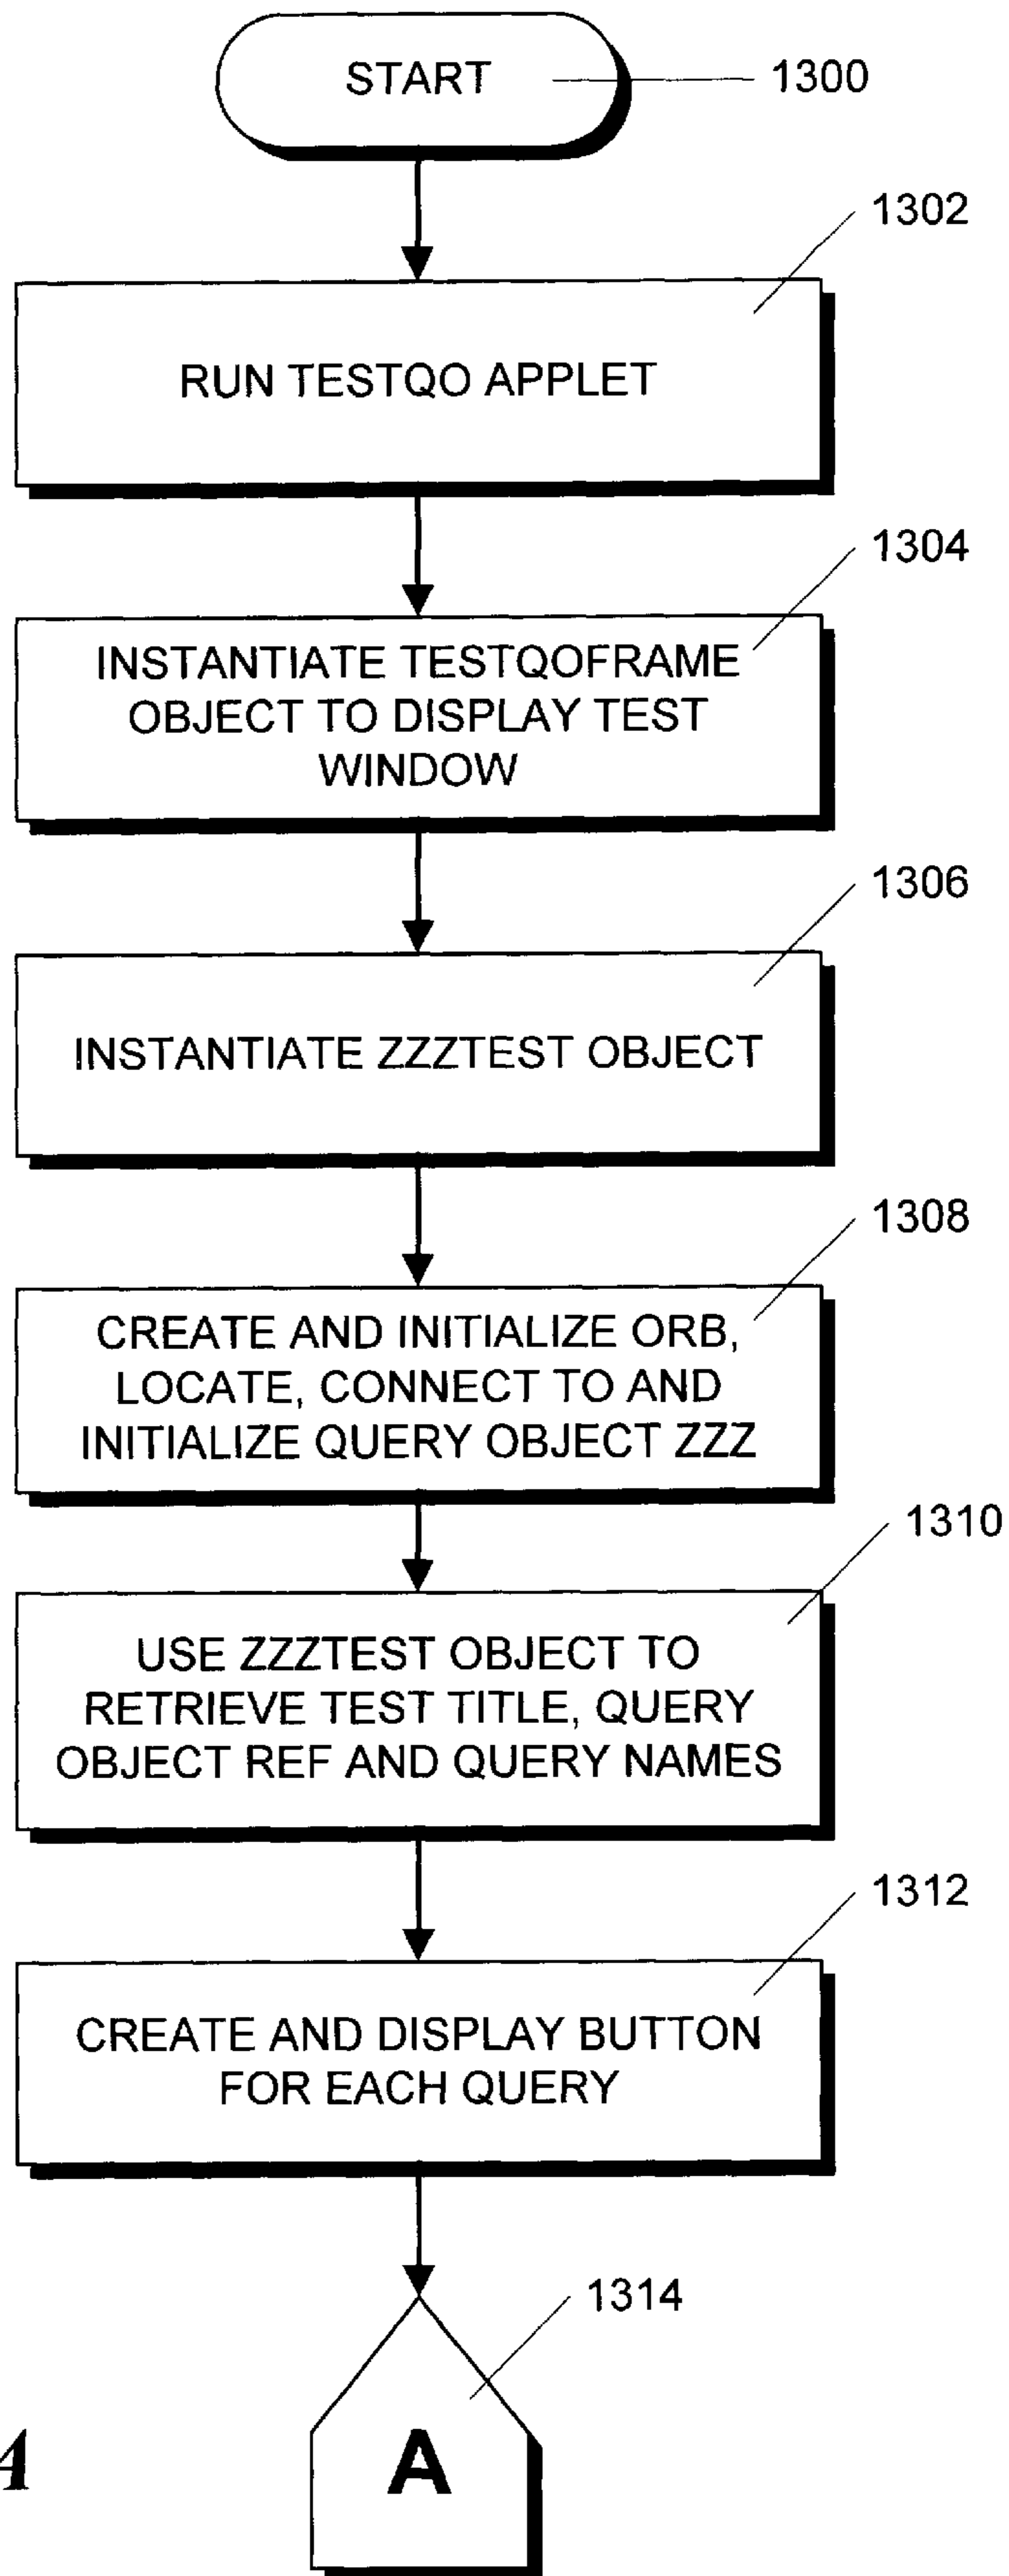 START
1300
1302
RUN TESTQO APPLET
1304
INSTANTIATE TESTQOFRAME
OBJECT TO DISPLAY TEST
WINDOW
1306
INSTANTIATE ZZZTEST OBJECT
1308
CREATE AND INITIALIZE ORB,
LOCATE, CONNECT TO AND
INITIALIZE QUERY OBJECT ZZZ
1310
USE ZZZTEST OBJECT TO
RETRIEVE TEST TITLE, QUERY
OBJECT REF AND QUERY NAMES
1312
CREATE AND DISPLAY BUTTON
FOR EACH QUERY
1314
A
A